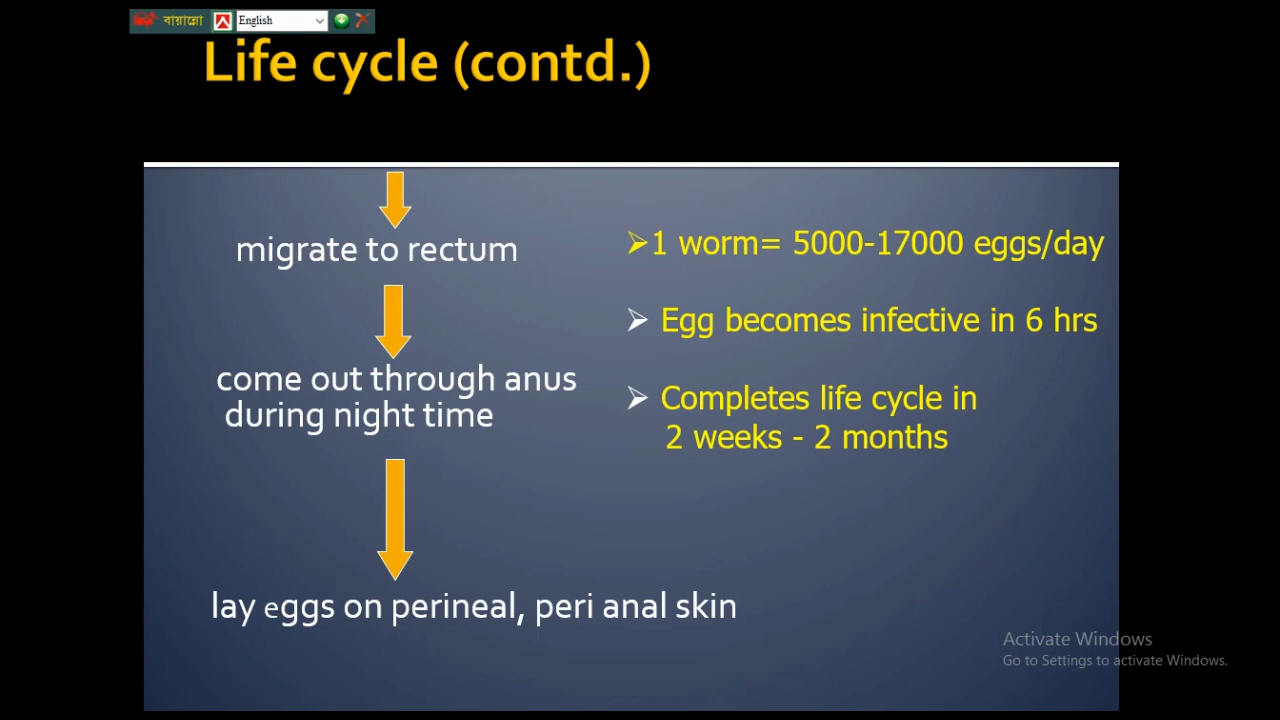 বায়ান্নো
English
Life cycle (contd.)
migrate to rectum
come out through anus
during night time
lay eggs on perineal, peri anal skin
➢1 worm= 5000-17000 eggs/day
➢ Egg becomes infective in 6 hrs
➢ Completes life cycle in
2 weeks - 2 months
Activate Windows
Go to Settings to activate Windows.